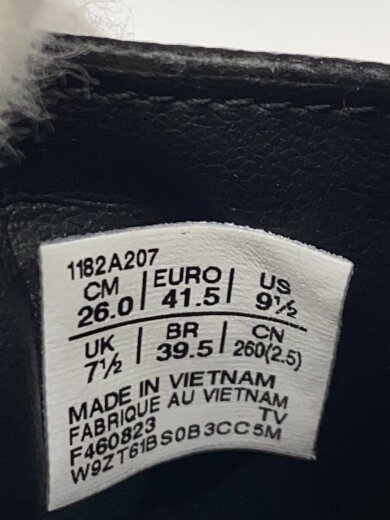 1182A207
CM EURO US
26.0 41.5 9½
UK BR CN
7½ 39.5 260(2.5)
MADE IN VIETNAM
FABRIQUE AU VIETNAM
F460823 TV
W9ZT61BS0B3CC5M